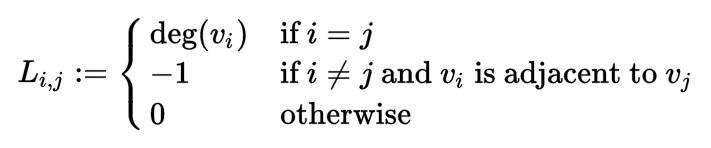 L_{i,j} := { deg(v_i) if i = j
−1 if i ≠ j and v_i is adjacent to v_j
0 otherwise